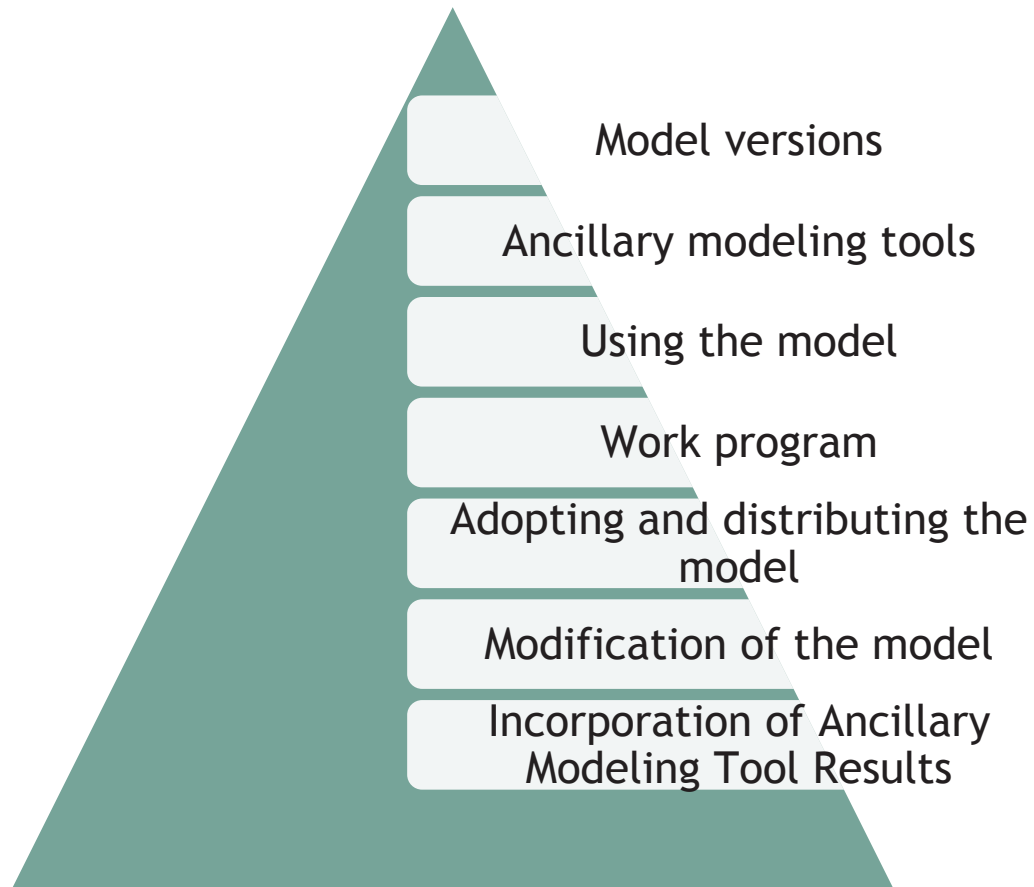 Model versions
Ancillary modeling tools
Using the model
Work program
Adopting and distributing the
model
Modification of the model
Incorporation of Ancillary
Modeling Tool Results